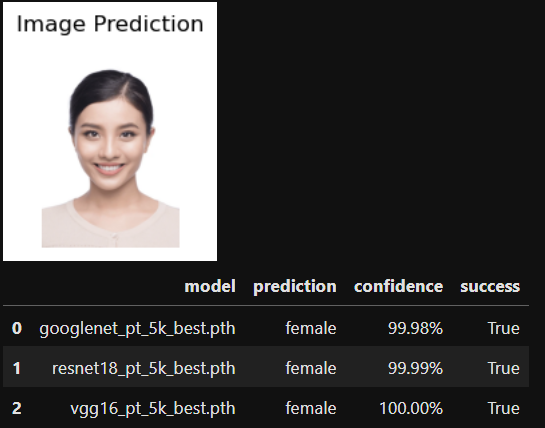 Image Prediction
model prediction confidence success
0 googlenet_pt_5k_best.pth female 99.98% True
1 resnet18_pt_5k_best.pth female 99.99% True
2 vgg16_pt_5k_best.pth female 100.00% True